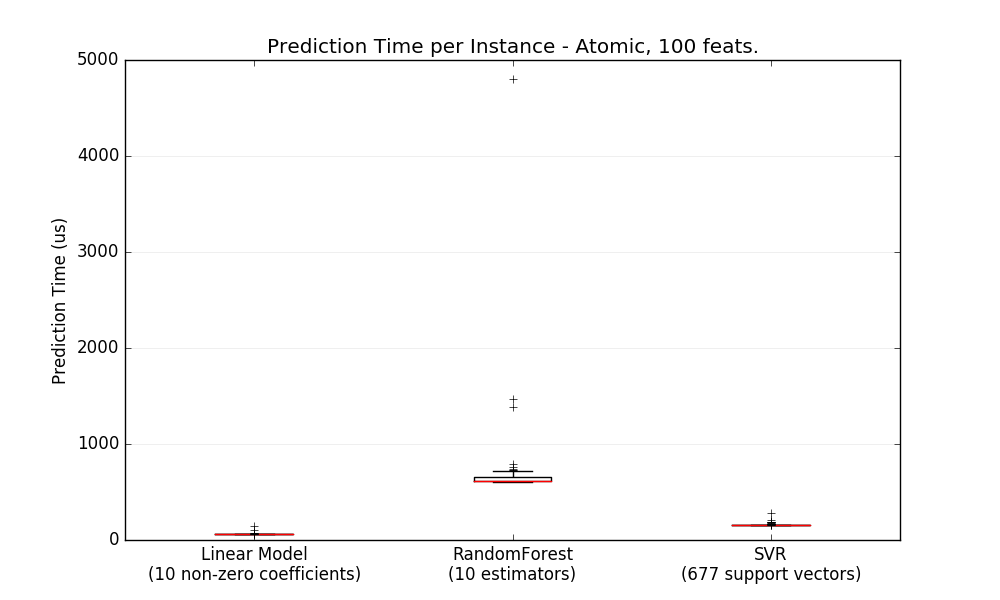 Prediction Time per Instance - Atomic, 100 feats.
5000
4000
3000
2000
1000
0
Prediction Time (us)
Linear Model
(10 non-zero coefficients)
RandomForest
(10 estimators)
SVR
(677 support vectors)